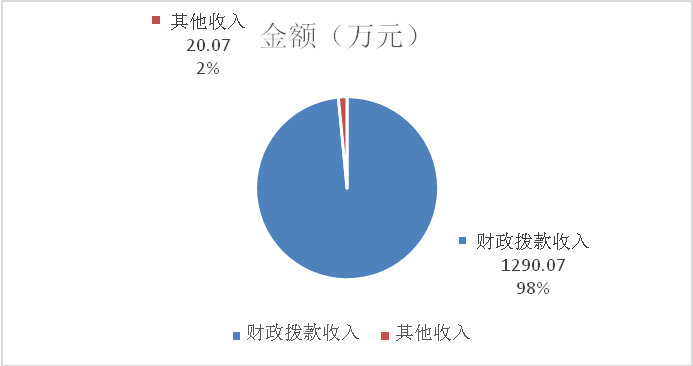 金额（万元）
其他收入
20.07
2%
财政拨款收入
1290.07
98%
财政拨款收入 其他收入